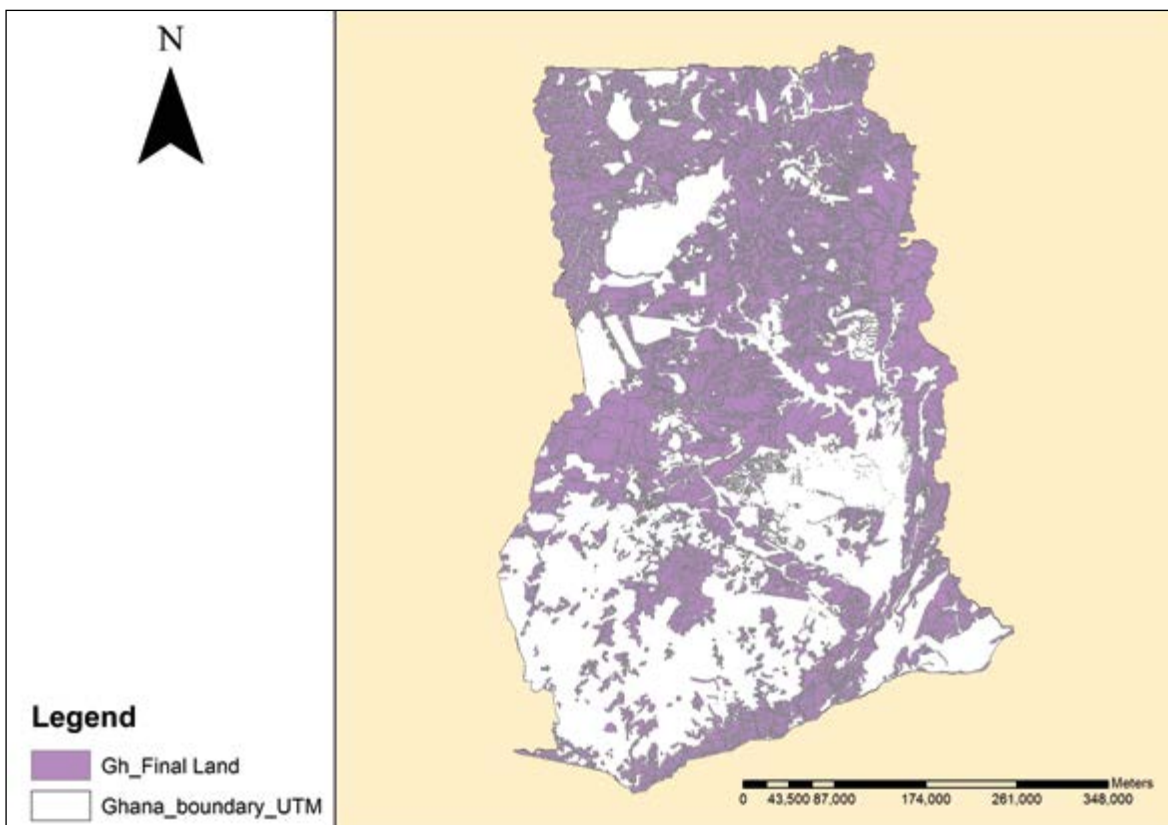 N
Legend
Gh_Final Land
Ghana_boundary_UTM
Meters
0 43,500 87,000 174,000 261,000 348,000